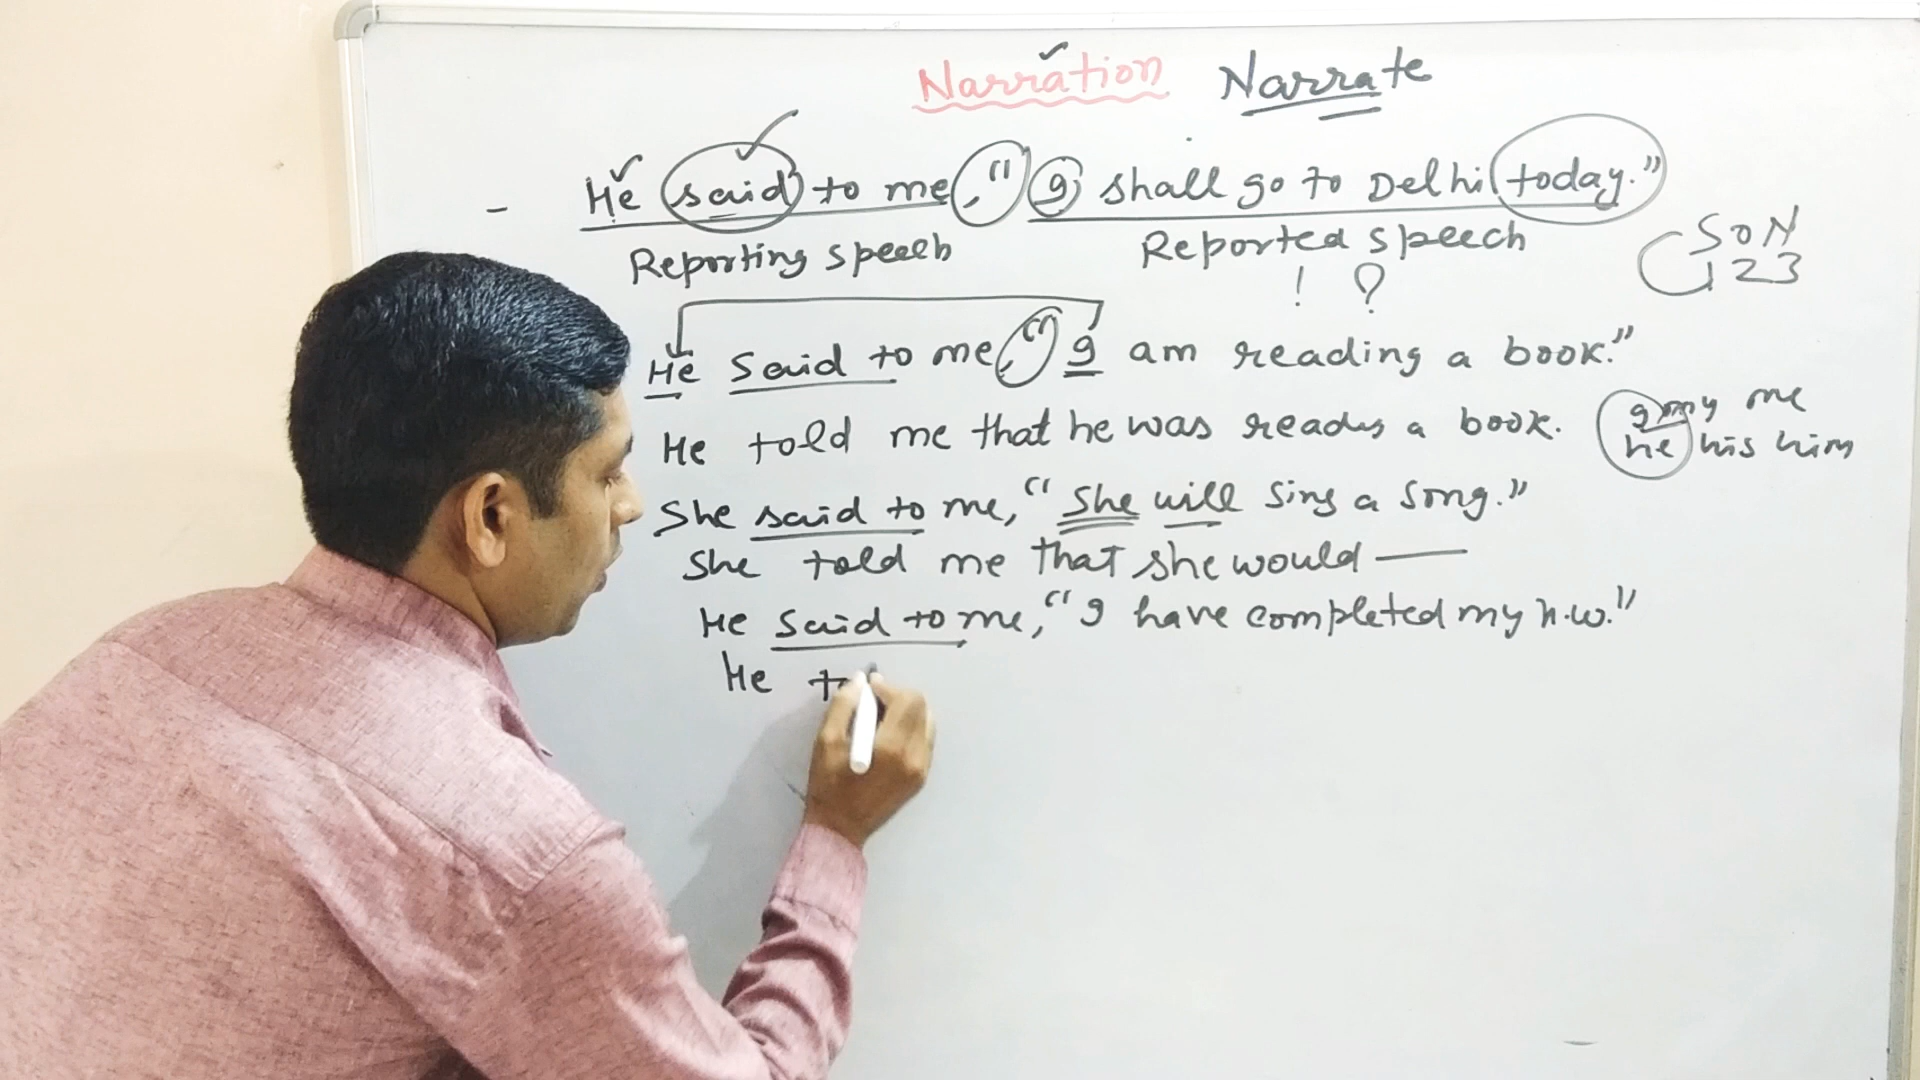 Narration Narrate
- He said to me, "I shall go to Delhi today."
Reporting speech Reported speech
! ?
SON
123
He said to me, "I am reading a book."
I my me
He told me that he was reading a book.
he his him
She said to me, "She will sing a song."
She told me that she would —
He said to me, "I have completed my h.w."
He to